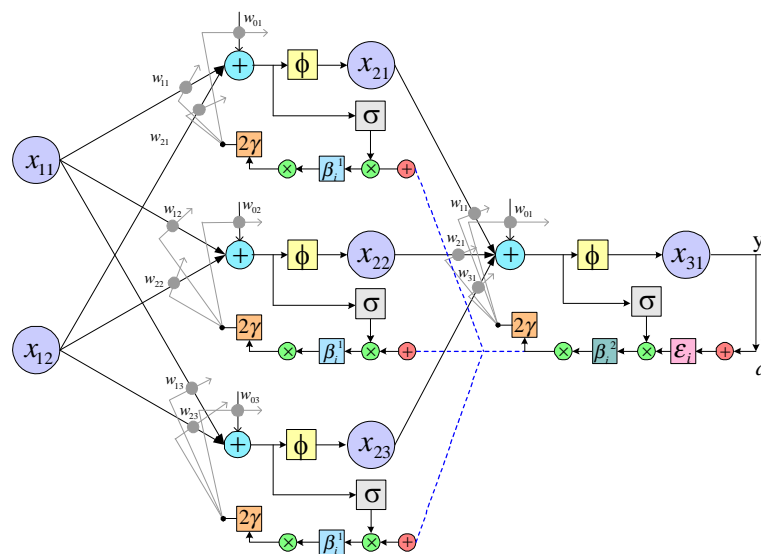 w₀₁
+ ϕ x₂₁
w₁₁
w₂₁ σ
2γ × βᵢ¹ × +
x₁₁
w₁₂ w₀₂ w₁₁ w₀₁
+ ϕ x₂₂ w₂₁ + ϕ x₃₁ y
w₂₂ w₃₁
σ σ
2γ × βᵢ¹ × + 2γ × βᵢ² × εᵢ +
x₁₂
w₁₃ w₀₃
w₂₃
+ ϕ x₂₃
σ
2γ × βᵢ¹ × +